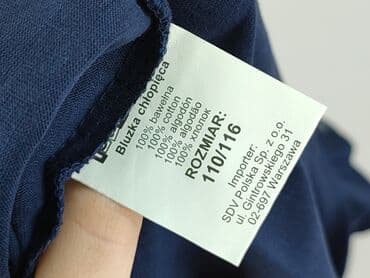 Bluzka chłopięca
100% bawełna
100% cotton
100% algodón
100% algodão
100% хлопок
ROZMIAR:
110/116
Importer:
SDV Polska Sp. z o.o.
ul. Gintrowskiego 31
02-697 Warszawa